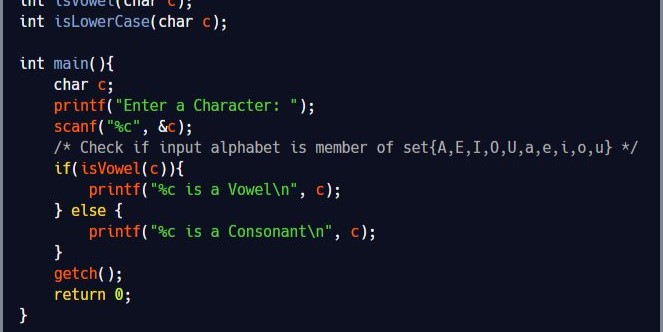 int isVowel(char c);
int isLowerCase(char c);
int main(){
char c;
printf("Enter a Character: ");
scanf("%c", &c);
/* Check if input alphabet is member of set{A,E,I,O,U,a,e,i,o,u} */
if(isVowel(c)){
printf("%c is a Vowel\n", c);
} else {
printf("%c is a Consonant\n", c);
}
getch();
return 0;
}